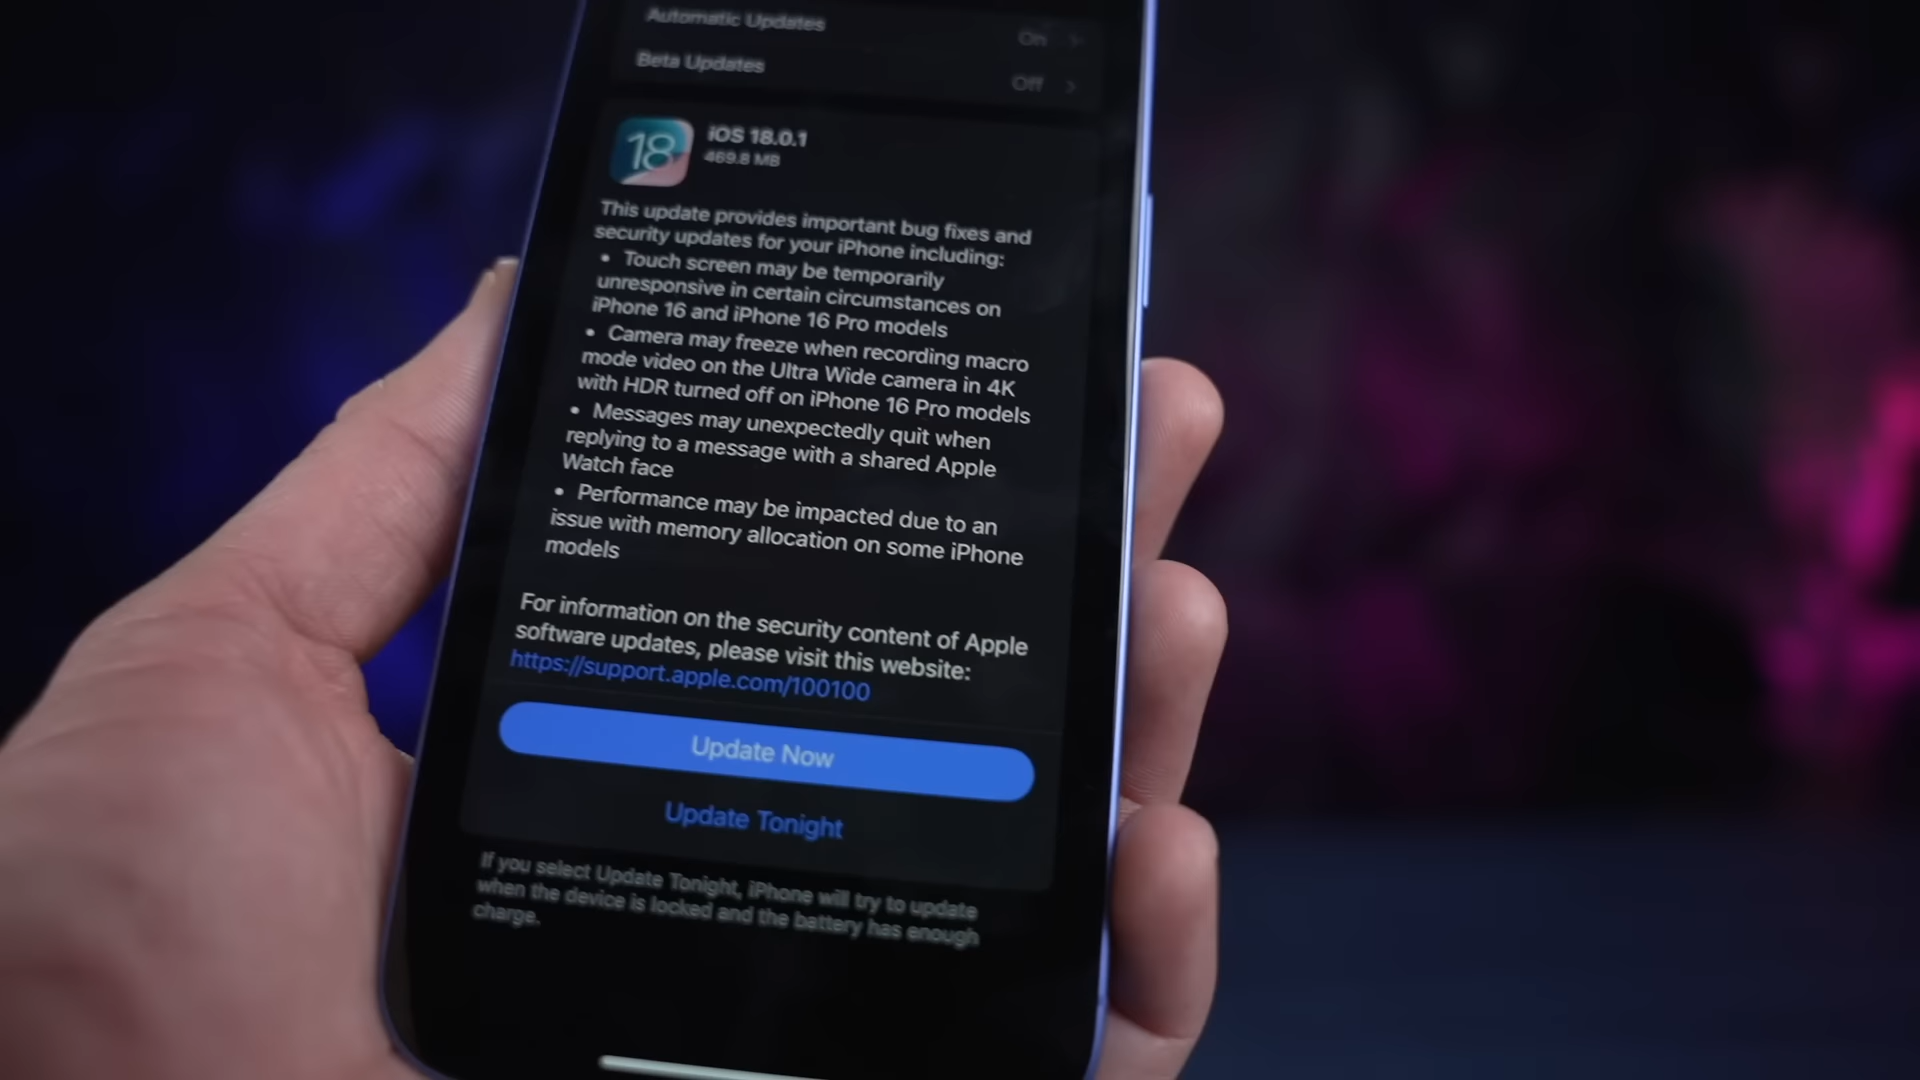 Automatic Updates
On
Beta Updates
Off
18
iOS 18.0.1
469.8 MB
This update provides important bug fixes and
security updates for your iPhone including:
• Touch screen may be temporarily
unresponsive in certain circumstances on
iPhone 16 and iPhone 16 Pro models
• Camera may freeze when recording macro
mode video on the Ultra Wide camera in 4K
with HDR turned off on iPhone 16 Pro models
• Messages may unexpectedly quit when
replying to a message with a shared Apple
Watch face
• Performance may be impacted due to an
issue with memory allocation on some iPhone
models
For information on the security content of Apple
software updates, please visit this website:
https://support.apple.com/100100
Update Now
Update Tonight
If you select Update Tonight, iPhone will try to update
when the device is locked and the battery has enough
charge.